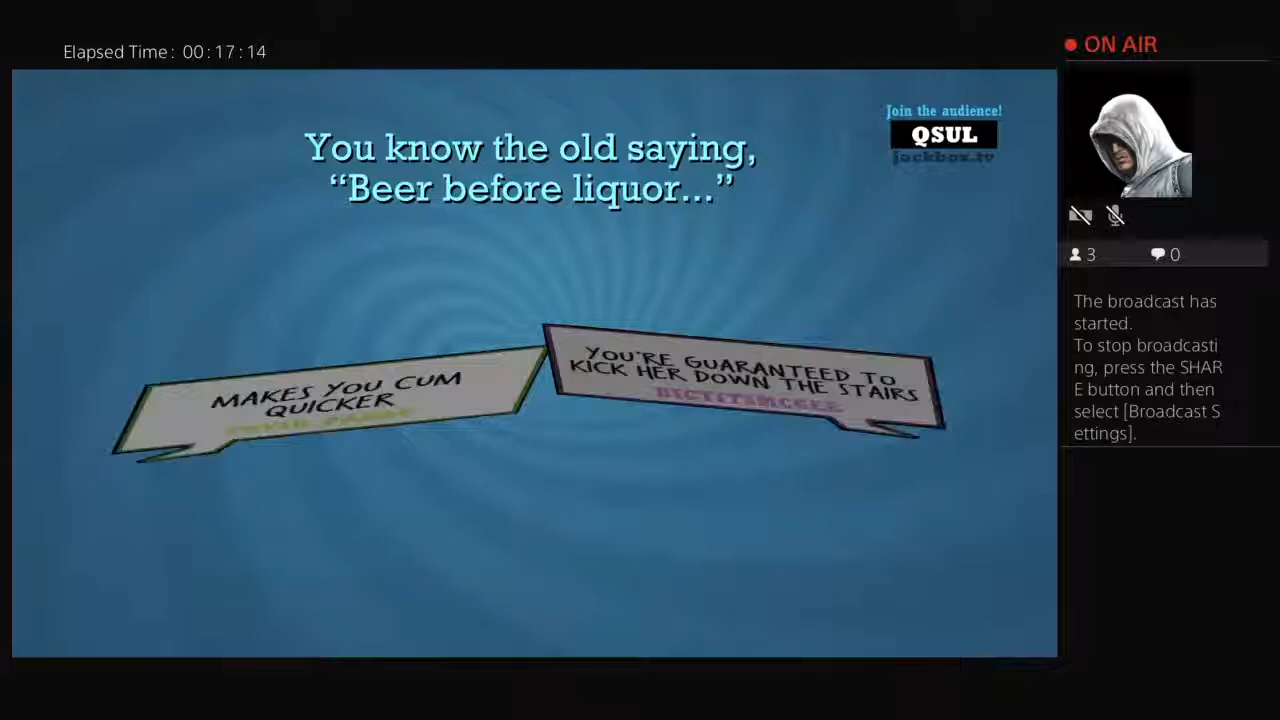 Elapsed Time: 00:17:14
ON AIR
Join the audience!
QSUL
jackbox.tv
You know the old saying,
“Beer before liquor...”
MAKES YOU CUM
QUICKER
YOU'RE GUARANTEED TO
KICK HER DOWN THE STAIRS
BIGTITSMCGEE
3
0
The broadcast has
started.
To stop broadcasti
ng, press the SHAR
E button and then
select [Broadcast S
ettings].